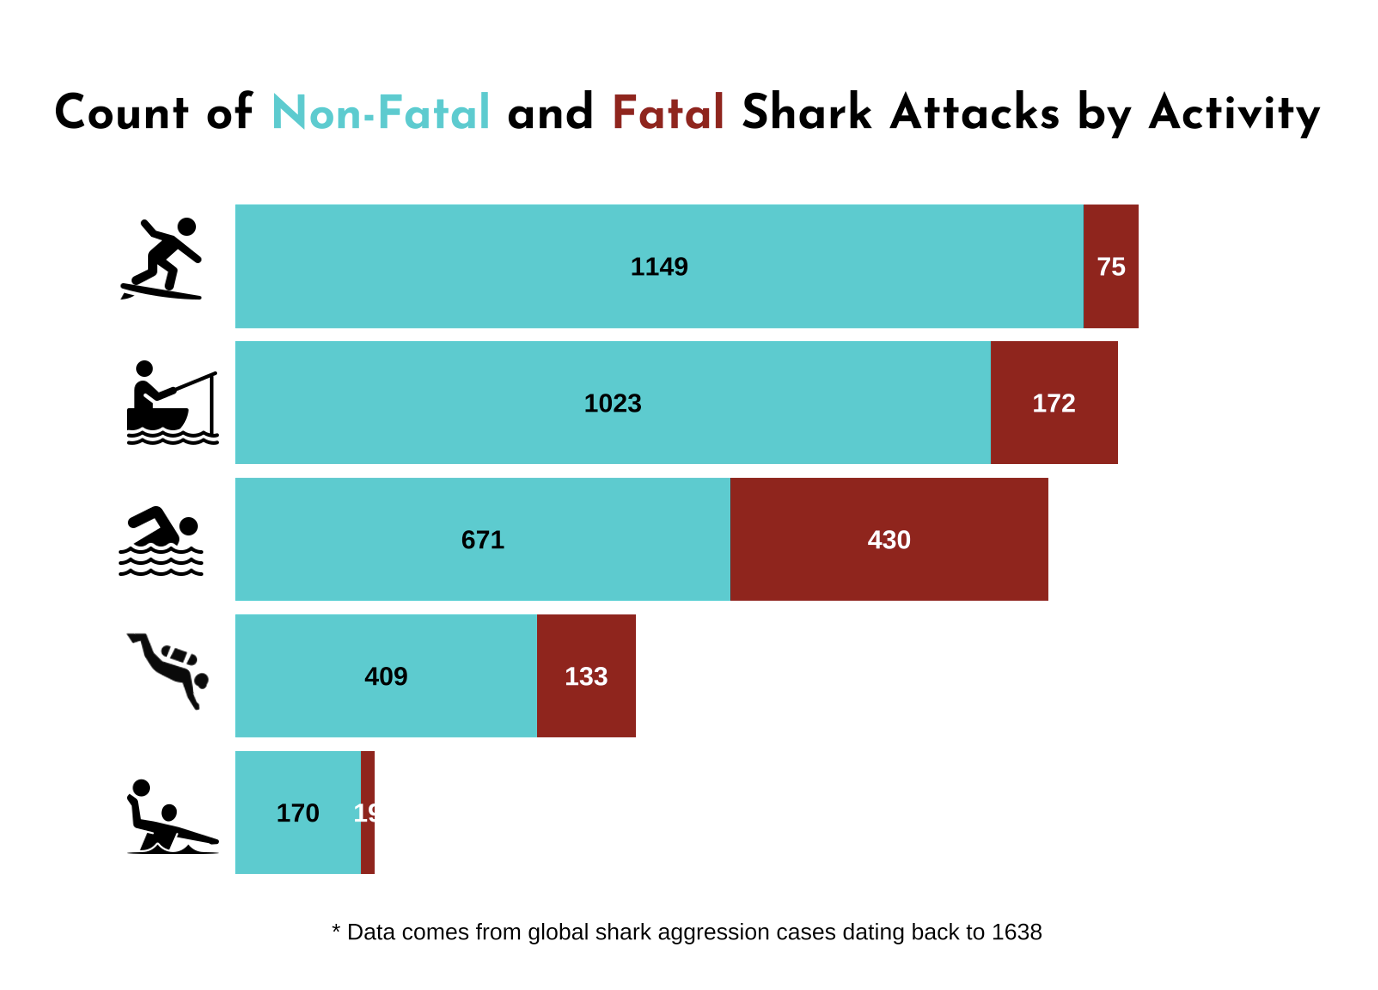 Count of Non-Fatal and Fatal Shark Attacks by Activity
1149 75
1023 172
671 430
409 133
170 19
* Data comes from global shark aggression cases dating back to 1638